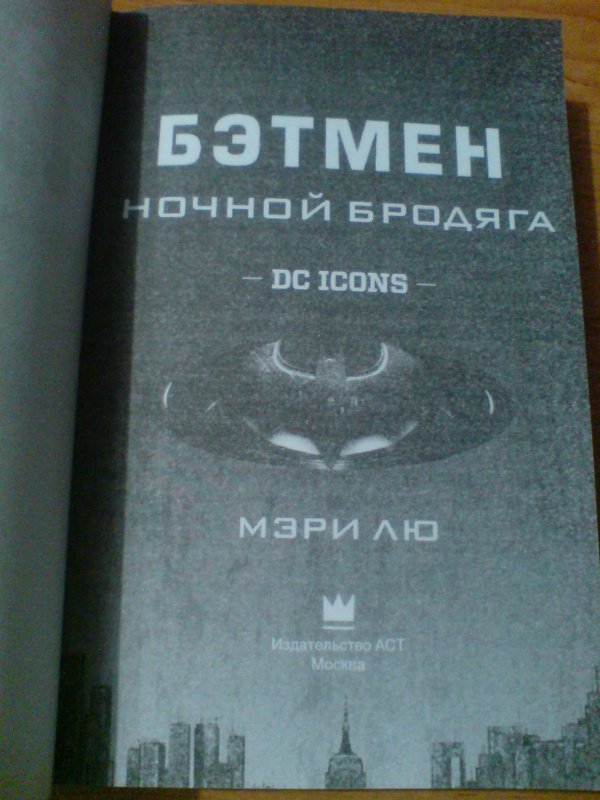 БЭТМЕН
НОЧНОЙ БРОДЯГА
– DC ICONS –
МЭРИ ЛЮ
Издательство АСТ
Москва